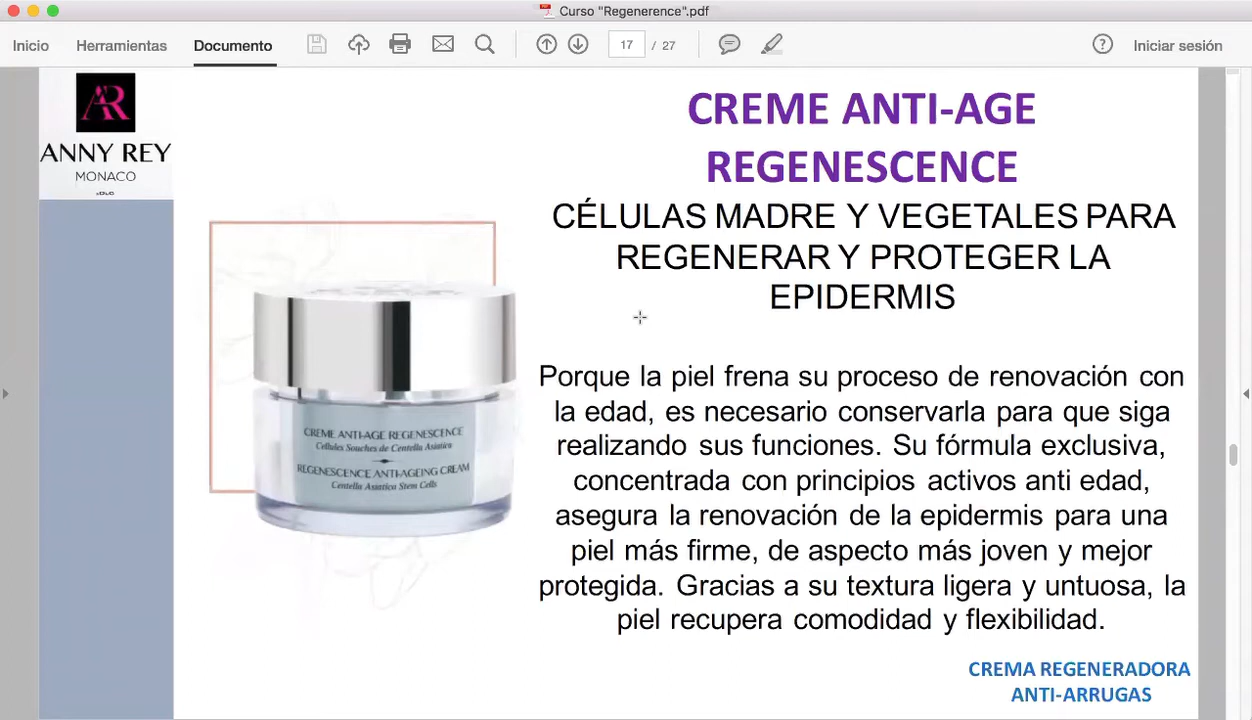 Curso "Regenerence".pdf
Inicio
Herramientas
Documento
17
/ 27
Iniciar sesión
AR
ANNY REY
MONACO
CREME ANTI-AGE
REGENESCENCE
CÉLULAS MADRE Y VEGETALES PARA
REGENERAR Y PROTEGER LA
EPIDERMIS
CREME ANTI-AGE REGENESCENCE
Cellules Souches de Centella Asiatica
REGENESCENCE ANTI-AGEING CREAM
Centella Asiatica Stem Cells
Porque la piel frena su proceso de renovación con
la edad, es necesario conservarla para que siga
realizando sus funciones. Su fórmula exclusiva,
concentrada con principios activos anti edad,
asegura la renovación de la epidermis para una
piel más firme, de aspecto más joven y mejor
protegida. Gracias a su textura ligera y untuosa, la
piel recupera comodidad y flexibilidad.
CREMA REGENERADORA
ANTI-ARRUGAS